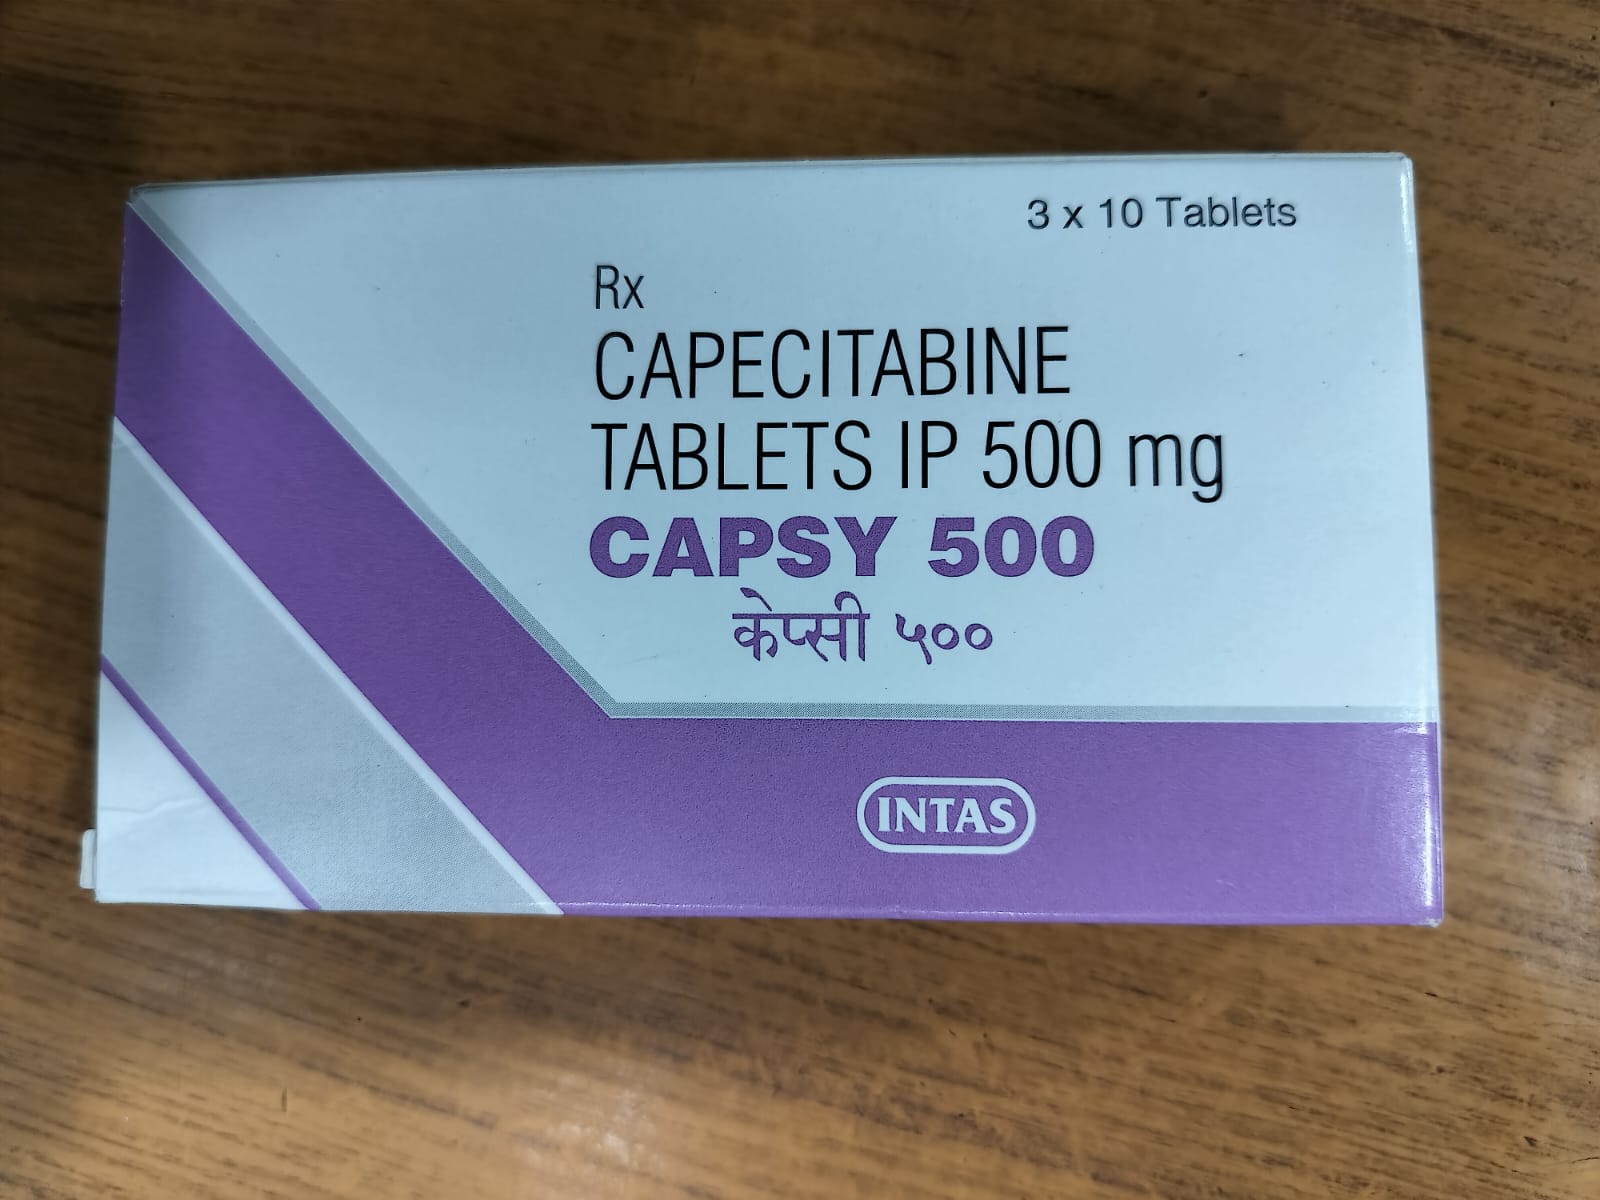 3 x 10 Tablets
Rx
CAPECITABINE
TABLETS IP 500 mg
CAPSY 500
केप्सी ५००
INTAS